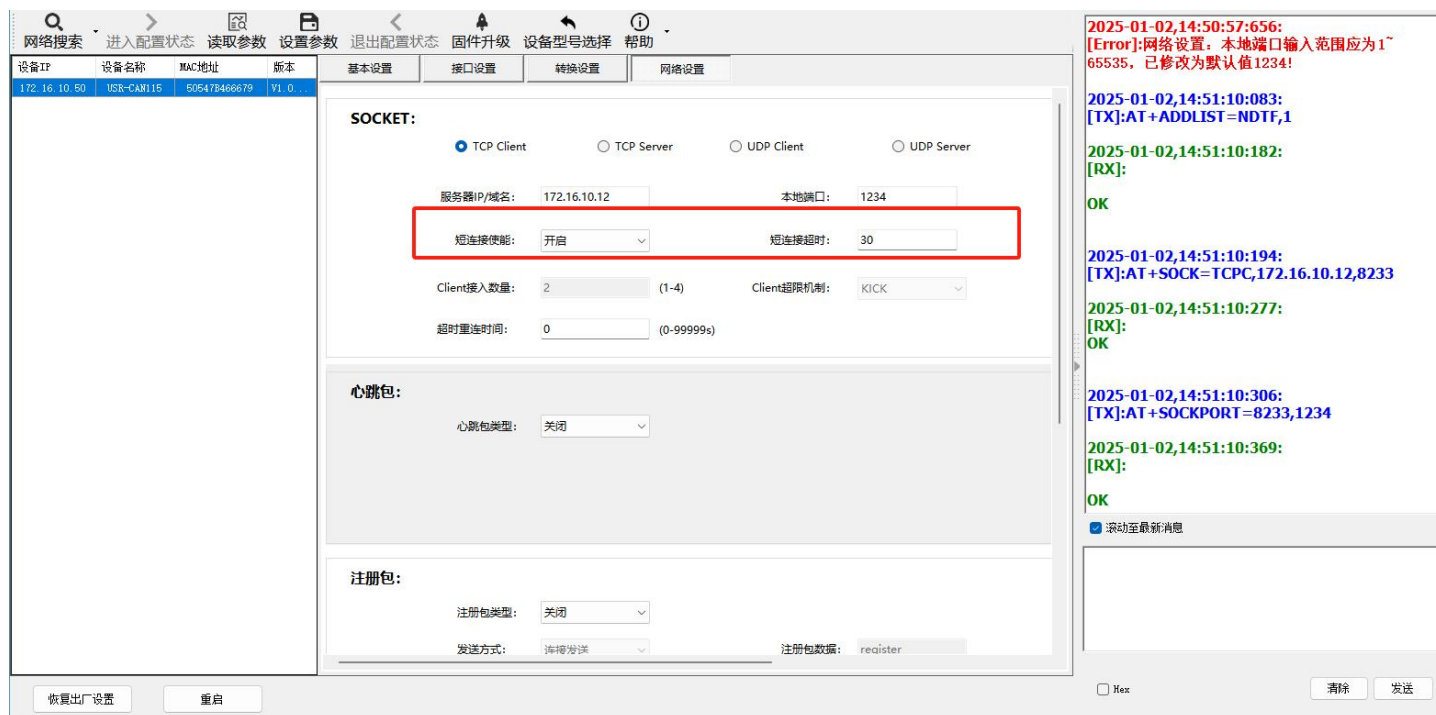 网络搜索 进入配置状态 读取参数 设置参数 退出配置状态 固件升级 设备型号选择 帮助
设备IP 设备名称 MAC地址 版本
172.16.10.50 USR-CAN115 50547B466679 V1.0...
基本设置 接口设置 转换设置 网络设置
SOCKET:
TCP Client TCP Server UDP Client UDP Server
服务器IP/域名: 172.16.10.12 本地端口: 1234
短连接使能: 开启 短连接超时: 30
Client接入数量: 2 (1-4) Client超限机制: KICK
超时重连时间: 0 (0-99999s)
心跳包:
心跳包类型: 关闭
注册包:
注册包类型: 关闭
发送方式: 连接发送 注册包数据: register
恢复出厂设置 重启
2025-01-02,14:50:57:656:
[Error]:网络设置: 本地端口输入范围应为1~
65535, 已修改为默认值1234!
2025-01-02,14:51:10:083:
[TX]:AT+ADDLIST=NDTF,1
2025-01-02,14:51:10:182:
[RX]:
OK
2025-01-02,14:51:10:194:
[TX]:AT+SOCK=TCPC,172.16.10.12,8233
2025-01-02,14:51:10:277:
[RX]:
OK
2025-01-02,14:51:10:306:
[TX]:AT+SOCKPORT=8233,1234
2025-01-02,14:51:10:369:
[RX]:
OK
滚动至最新消息
Hex 清除 发送